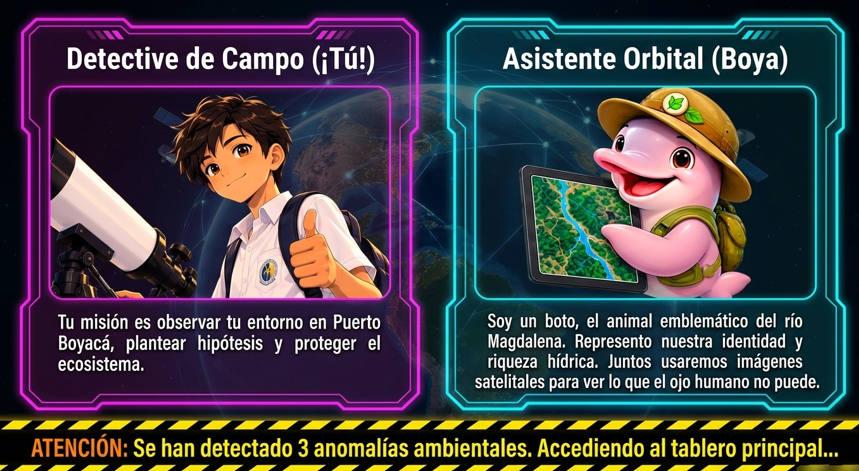 Detective de Campo (¡Tú!)
Tu misión es observar tu entorno en Puerto
Boyacá, plantear hipótesis y proteger el
ecosistema.
Asistente Orbital (Boya)
Soy un boto, el animal emblemático del río
Magdalena. Represento nuestra identidad y
riqueza hídrica. Juntos usaremos imágenes
satelitales para ver lo que el ojo humano no puede.
ATENCIÓN: Se han detectado 3 anomalías ambientales. Accediendo al tablero principal...